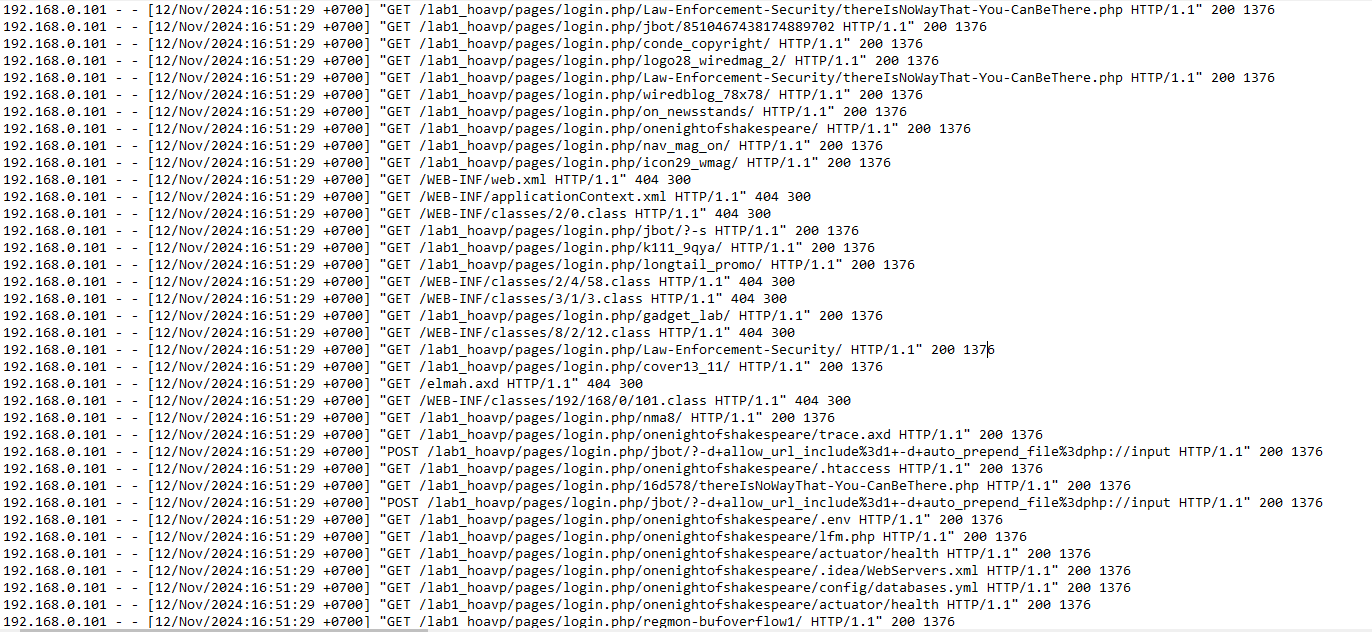 192.168.0.101 - - [12/Nov/2024:16:51:29 +0700] "GET /lab1_hoavp/pages/login.php/Law-Enforcement-Security/thereIsNoWayThat-You-CanBeThere.php HTTP/1.1" 200 1376
192.168.0.101 - - [12/Nov/2024:16:51:29 +0700] "GET /lab1_hoavp/pages/login.php/jbot/8510467438174889702 HTTP/1.1" 200 1376
192.168.0.101 - - [12/Nov/2024:16:51:29 +0700] "GET /lab1_hoavp/pages/login.php/conde_copyright/ HTTP/1.1" 200 1376
192.168.0.101 - - [12/Nov/2024:16:51:29 +0700] "GET /lab1_hoavp/pages/login.php/logo28_wiredmag_2/ HTTP/1.1" 200 1376
192.168.0.101 - - [12/Nov/2024:16:51:29 +0700] "GET /lab1_hoavp/pages/login.php/Law-Enforcement-Security/thereIsNoWayThat-You-CanBeThere.php HTTP/1.1" 200 1376
192.168.0.101 - - [12/Nov/2024:16:51:29 +0700] "GET /lab1_hoavp/pages/login.php/wiredblog_78x78/ HTTP/1.1" 200 1376
192.168.0.101 - - [12/Nov/2024:16:51:29 +0700] "GET /lab1_hoavp/pages/login.php/on_newsstands/ HTTP/1.1" 200 1376
192.168.0.101 - - [12/Nov/2024:16:51:29 +0700] "GET /lab1_hoavp/pages/login.php/onenightofshakespeare/ HTTP/1.1" 200 1376
192.168.0.101 - - [12/Nov/2024:16:51:29 +0700] "GET /lab1_hoavp/pages/login.php/nav_mag_on/ HTTP/1.1" 200 1376
192.168.0.101 - - [12/Nov/2024:16:51:29 +0700] "GET /lab1_hoavp/pages/login.php/icon29_wmag/ HTTP/1.1" 200 1376
192.168.0.101 - - [12/Nov/2024:16:51:29 +0700] "GET /WEB-INF/web.xml HTTP/1.1" 404 300
192.168.0.101 - - [12/Nov/2024:16:51:29 +0700] "GET /WEB-INF/applicationContext.xml HTTP/1.1" 404 300
192.168.0.101 - - [12/Nov/2024:16:51:29 +0700] "GET /WEB-INF/classes/2/0.class HTTP/1.1" 404 300
192.168.0.101 - - [12/Nov/2024:16:51:29 +0700] "GET /lab1_hoavp/pages/login.php/jbot/?-s HTTP/1.1" 200 1376
192.168.0.101 - - [12/Nov/2024:16:51:29 +0700] "GET /lab1_hoavp/pages/login.php/k111_9qya/ HTTP/1.1" 200 1376
192.168.0.101 - - [12/Nov/2024:16:51:29 +0700] "GET /lab1_hoavp/pages/login.php/longtail_promo/ HTTP/1.1" 200 1376
192.168.0.101 - - [12/Nov/2024:16:51:29 +0700] "GET /WEB-INF/classes/2/4/58.class HTTP/1.1" 404 300
192.168.0.101 - - [12/Nov/2024:16:51:29 +0700] "GET /WEB-INF/classes/3/1/3.class HTTP/1.1" 404 300
192.168.0.101 - - [12/Nov/2024:16:51:29 +0700] "GET /lab1_hoavp/pages/login.php/gadget_lab/ HTTP/1.1" 200 1376
192.168.0.101 - - [12/Nov/2024:16:51:29 +0700] "GET /WEB-INF/classes/8/2/12.class HTTP/1.1" 404 300
192.168.0.101 - - [12/Nov/2024:16:51:29 +0700] "GET /lab1_hoavp/pages/login.php/Law-Enforcement-Security/ HTTP/1.1" 200 1376
192.168.0.101 - - [12/Nov/2024:16:51:29 +0700] "GET /lab1_hoavp/pages/login.php/cover13_11/ HTTP/1.1" 200 1376
192.168.0.101 - - [12/Nov/2024:16:51:29 +0700] "GET /elmah.axd HTTP/1.1" 404 300
192.168.0.101 - - [12/Nov/2024:16:51:29 +0700] "GET /WEB-INF/classes/192/168/0/101.class HTTP/1.1" 404 300
192.168.0.101 - - [12/Nov/2024:16:51:29 +0700] "GET /lab1_hoavp/pages/login.php/nma8/ HTTP/1.1" 200 1376
192.168.0.101 - - [12/Nov/2024:16:51:29 +0700] "GET /lab1_hoavp/pages/login.php/onenightofshakespeare/trace.axd HTTP/1.1" 200 1376
192.168.0.101 - - [12/Nov/2024:16:51:29 +0700] "POST /lab1_hoavp/pages/login.php/jbot/?-d+allow_url_include%3d1+-d+auto_prepend_file%3dphp://input HTTP/1.1" 200 1376
192.168.0.101 - - [12/Nov/2024:16:51:29 +0700] "GET /lab1_hoavp/pages/login.php/onenightofshakespeare/.htaccess HTTP/1.1" 200 1376
192.168.0.101 - - [12/Nov/2024:16:51:29 +0700] "GET /lab1_hoavp/pages/login.php/16d578/thereIsNoWayThat-You-CanBeThere.php HTTP/1.1" 200 1376
192.168.0.101 - - [12/Nov/2024:16:51:29 +0700] "POST /lab1_hoavp/pages/login.php/jbot/?-d+allow_url_include%3d1+-d+auto_prepend_file%3dphp://input HTTP/1.1" 200 1376
192.168.0.101 - - [12/Nov/2024:16:51:29 +0700] "GET /lab1_hoavp/pages/login.php/onenightofshakespeare/.env HTTP/1.1" 200 1376
192.168.0.101 - - [12/Nov/2024:16:51:29 +0700] "GET /lab1_hoavp/pages/login.php/onenightofshakespeare/lfm.php HTTP/1.1" 200 1376
192.168.0.101 - - [12/Nov/2024:16:51:29 +0700] "GET /lab1_hoavp/pages/login.php/onenightofshakespeare/actuator/health HTTP/1.1" 200 1376
192.168.0.101 - - [12/Nov/2024:16:51:29 +0700] "GET /lab1_hoavp/pages/login.php/onenightofshakespeare/.idea/WebServers.xml HTTP/1.1" 200 1376
192.168.0.101 - - [12/Nov/2024:16:51:29 +0700] "GET /lab1_hoavp/pages/login.php/onenightofshakespeare/config/databases.yml HTTP/1.1" 200 1376
192.168.0.101 - - [12/Nov/2024:16:51:29 +0700] "GET /lab1_hoavp/pages/login.php/onenightofshakespeare/actuator/health HTTP/1.1" 200 1376
192.168.0.101 - - [12/Nov/2024:16:51:29 +0700] "GET /lab1_hoavp/pages/login.php/regmon-bufoverflow1/ HTTP/1.1" 200 1376